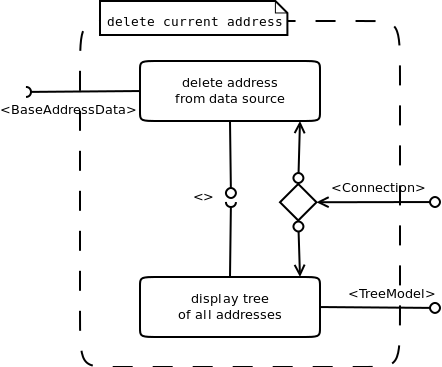 delete current address
delete address
from data source
<BaseAddressData>
<>
<Connection>
<TreeModel>
display tree
of all addresses